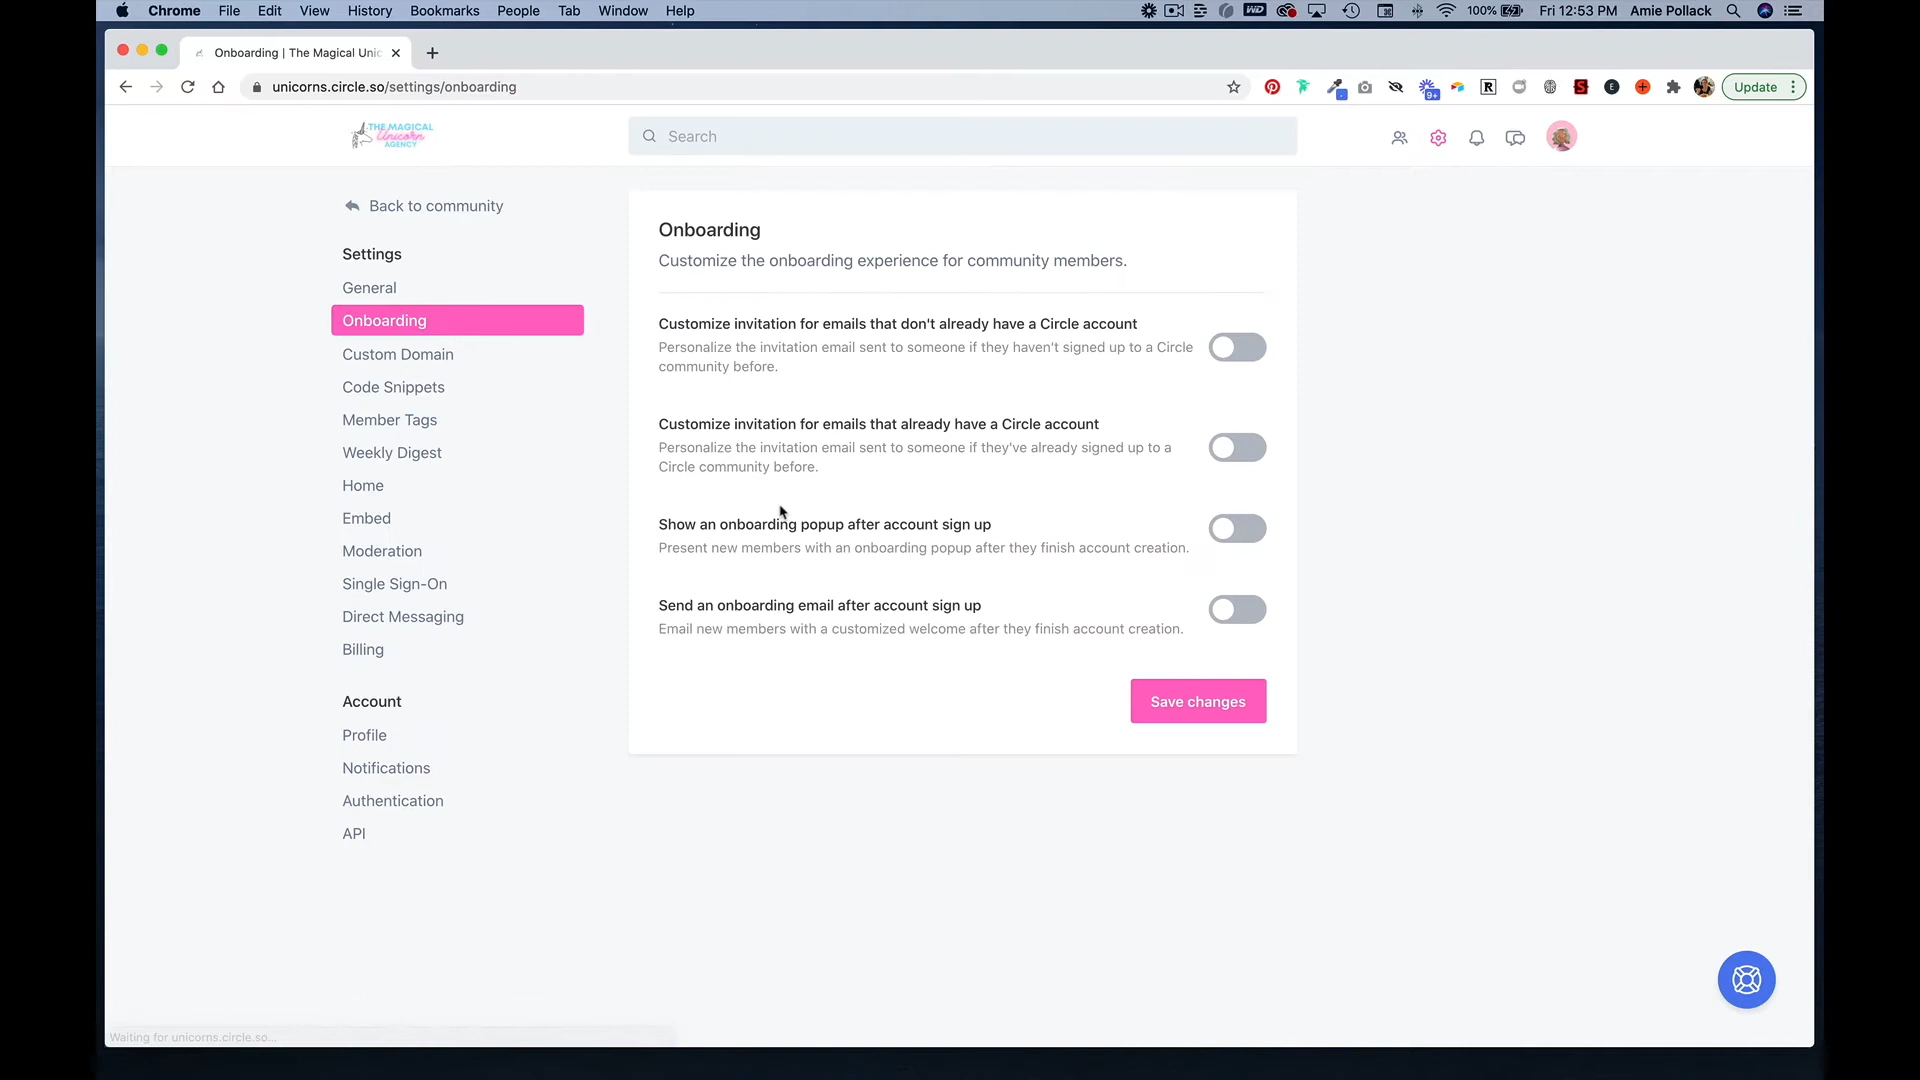 Chrome File Edit View History Bookmarks People Tab Window Help
100% Fri 12:53 PM Amie Pollack
Onboarding | The Magical Unic
unicorns.circle.so/settings/onboarding
9+
Update
THE MAGICAL
Unicorn
AGENCY
Search
Back to community
Settings
General
Onboarding
Custom Domain
Code Snippets
Member Tags
Weekly Digest
Home
Embed
Moderation
Single Sign-On
Direct Messaging
Billing
Account
Profile
Notifications
Authentication
API
Onboarding
Customize the onboarding experience for community members.
Customize invitation for emails that don't already have a Circle account
Personalize the invitation email sent to someone if they haven't signed up to a Circle
community before.
Customize invitation for emails that already have a Circle account
Personalize the invitation email sent to someone if they've already signed up to a
Circle community before.
Show an onboarding popup after account sign up
Present new members with an onboarding popup after they finish account creation.
Send an onboarding email after account sign up
Email new members with a customized welcome after they finish account creation.
Save changes
Waiting for unicorns.circle.so...